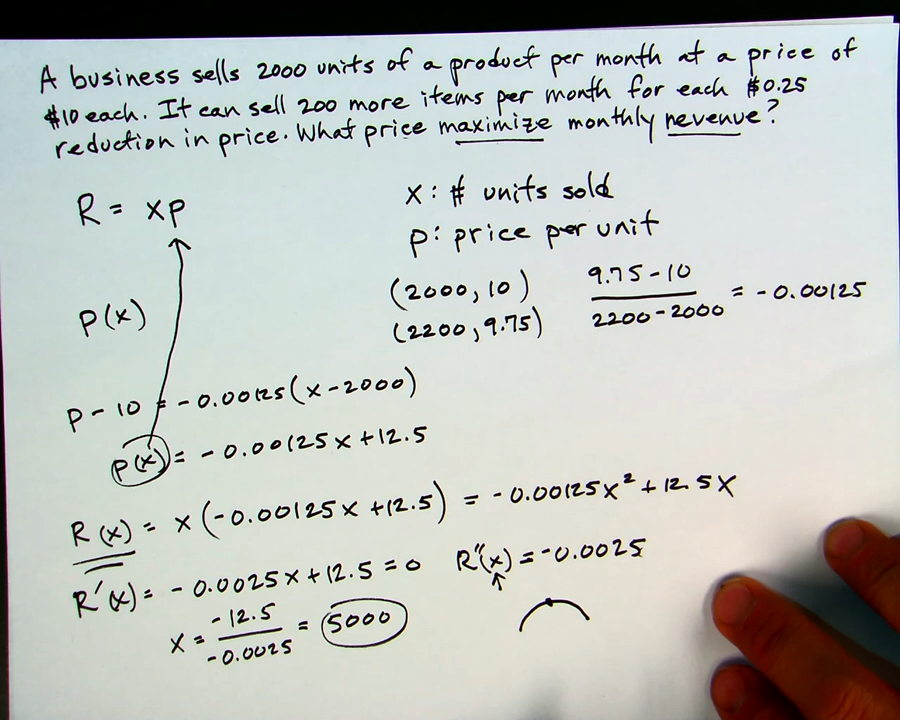 A business sells 2000 units of a product per month at a price of
$10 each. It can sell 200 more items per month for each $0.25
reduction in price. What price maximize monthly revenue?
R = xp
x: # units sold
p: price per unit
p(x)
(2000, 10)
(2200, 9.75)
9.75 - 10
2200 - 2000
= -0.00125
p - 10 = -0.00125(x - 2000)
p(x) = -0.00125x + 12.5
R(x) = x(-0.00125x + 12.5) = -0.00125x² + 12.5x
R'(x) = -0.0025x + 12.5 = 0
R"(x) = -0.0025
x = -12.5 / -0.0025 = 5000